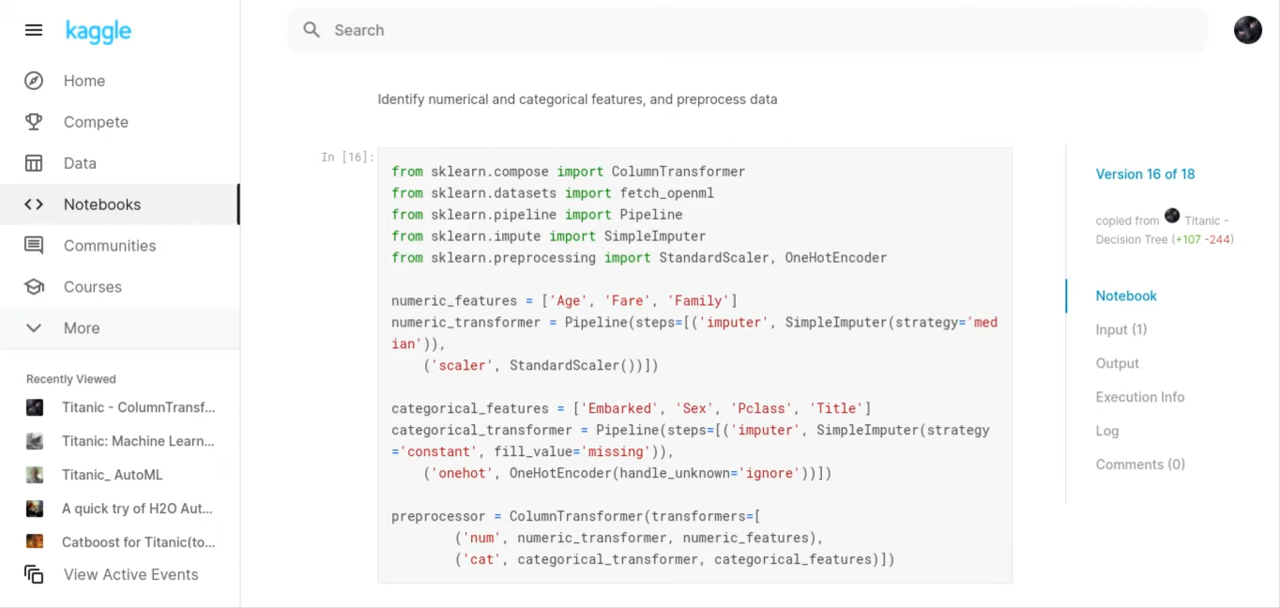 kaggle
Search
Home
Compete
Data
Notebooks
Communities
Courses
More
Recently Viewed
Titanic - ColumnTransf...
Titanic: Machine Learn...
Titanic_ AutoML
A quick try of H2O Aut...
Catboost for Titanic(to...
View Active Events
Identify numerical and categorical features, and preprocess data
In [16]:
from sklearn.compose import ColumnTransformer
from sklearn.datasets import fetch_openml
from sklearn.pipeline import Pipeline
from sklearn.impute import SimpleImputer
from sklearn.preprocessing import StandardScaler, OneHotEncoder
numeric_features = ['Age', 'Fare', 'Family']
numeric_transformer = Pipeline(steps=[('imputer', SimpleImputer(strategy='med
ian')),
('scaler', StandardScaler())])
categorical_features = ['Embarked', 'Sex', 'Pclass', 'Title']
categorical_transformer = Pipeline(steps=[('imputer', SimpleImputer(strategy
='constant', fill_value='missing')),
('onehot', OneHotEncoder(handle_unknown='ignore'))])
preprocessor = ColumnTransformer(transformers=[
('num', numeric_transformer, numeric_features),
('cat', categorical_transformer, categorical_features)])
Version 16 of 18
copied from Titanic -
Decision Tree (+107 -244)
Notebook
Input (1)
Output
Execution Info
Log
Comments (0)